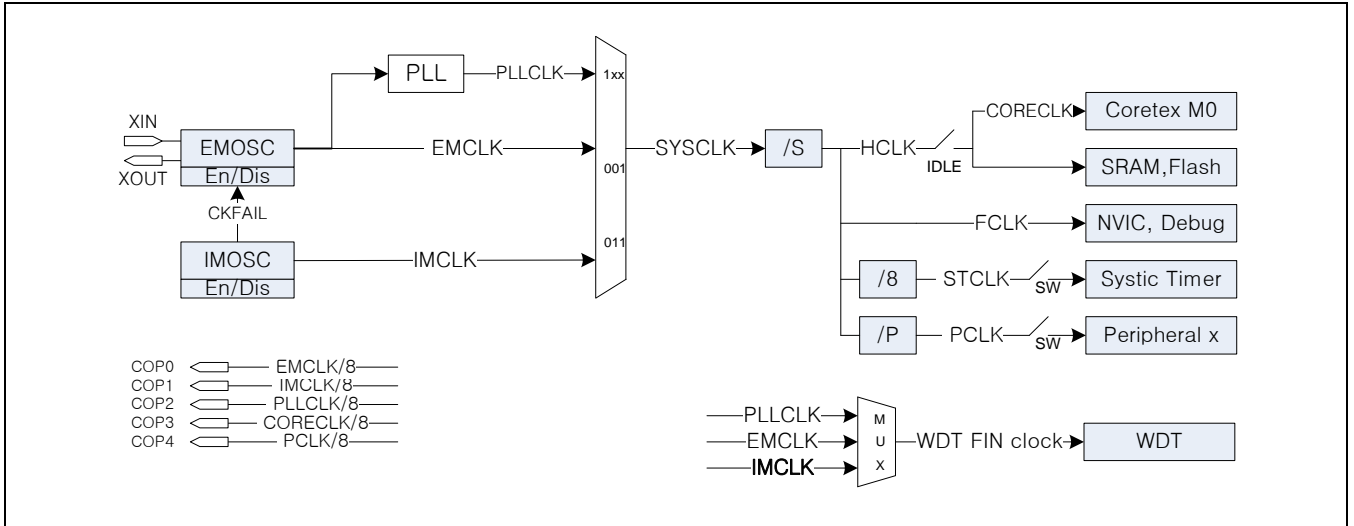 PLL
PLLCLK
1xx
XIN
EMOSC
En/Dis
XOUT
EMCLK
001
CKFAIL
IMOSC
En/Dis
IMCLK
011
SYSCLK
/S
HCLK
IDLE
CORECLK
Coretex M0
SRAM,Flash
FCLK
NVIC, Debug
/8
STCLK
SW
Systic Timer
/P
PCLK
SW
Peripheral x
COP0 EMCLK/8
COP1 IMCLK/8
COP2 PLLCLK/8
COP3 CORECLK/8
COP4 PCLK/8
PLLCLK
EMCLK
IMCLK
M
U
X
WDT FIN clock
WDT